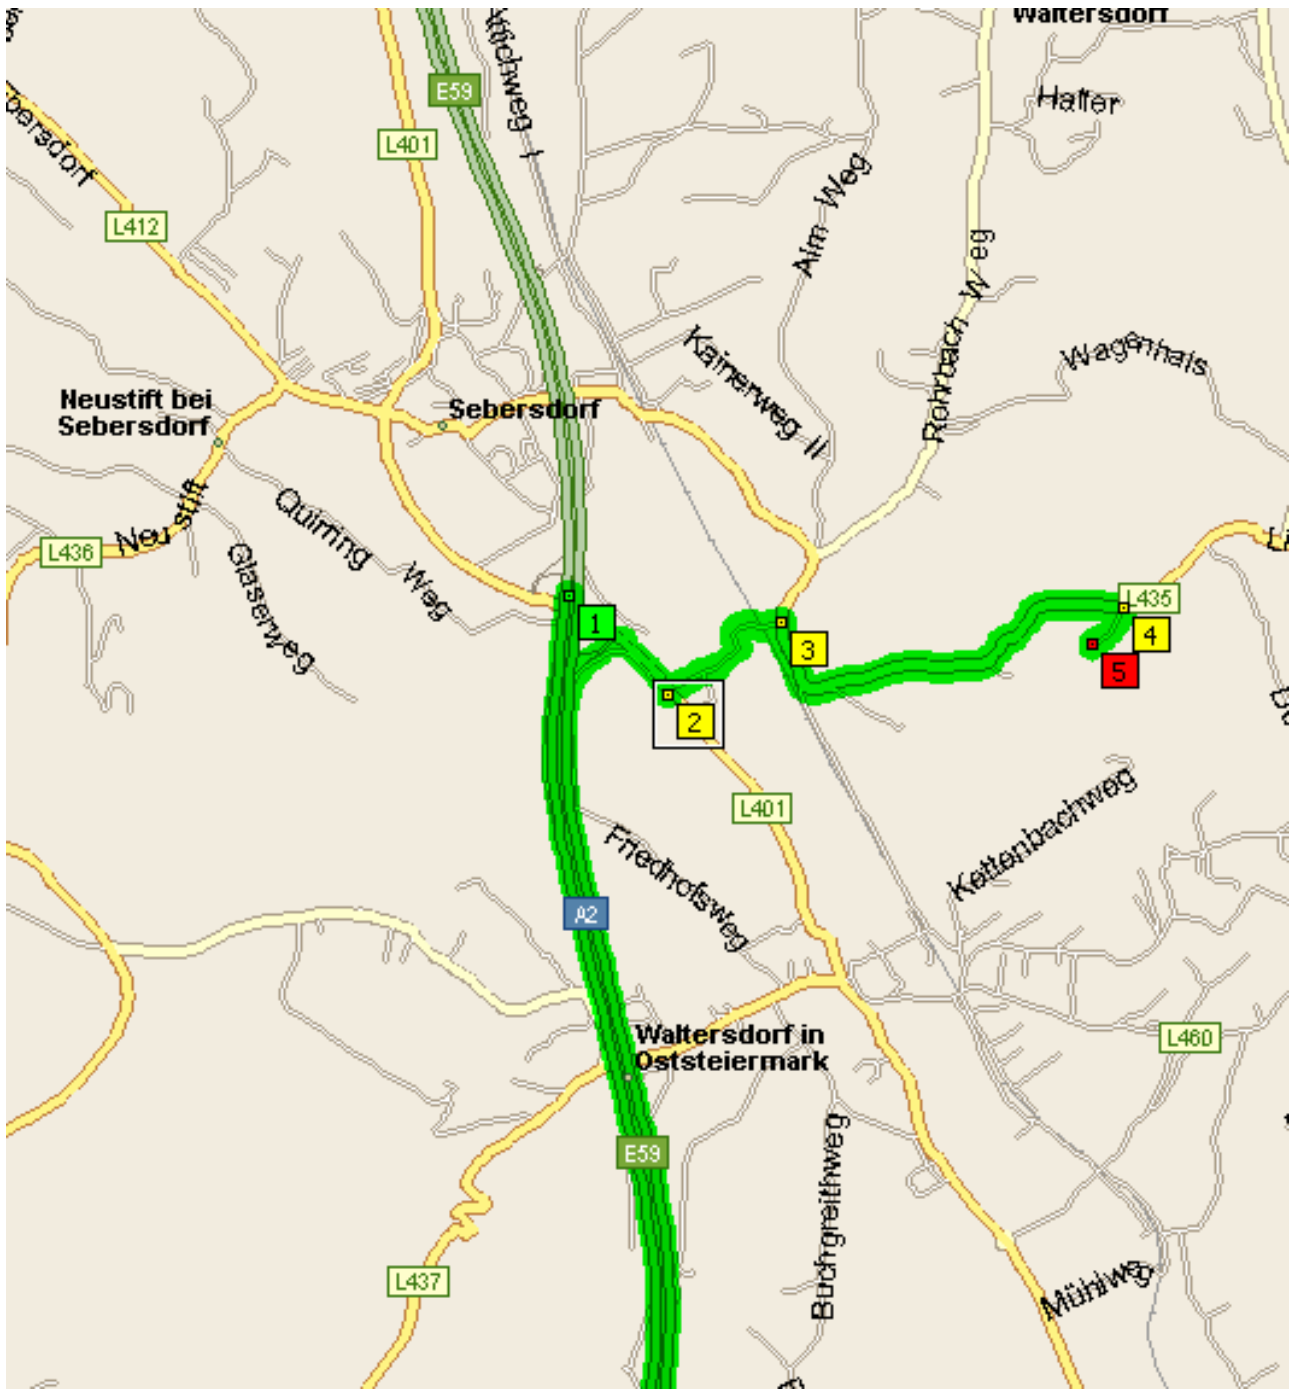 Waltersdorf
E59
Attichweg I
Halter
L401
bersdorf
Alm Weg
L412
Rohrbach Weg
Kainerweg II
Wagenhals
Neustift bei
Sebersdorf
Sebersdorf
Neustift
Quirring Weg
L436
Glaserweg
L435
1
3
4
5
2
L401
Kettenbachweg
Friedhofsweg
A2
Waltersdorf in
Oststeiermark
L460
E59
Buchgreithweg
L437
Mühlweg